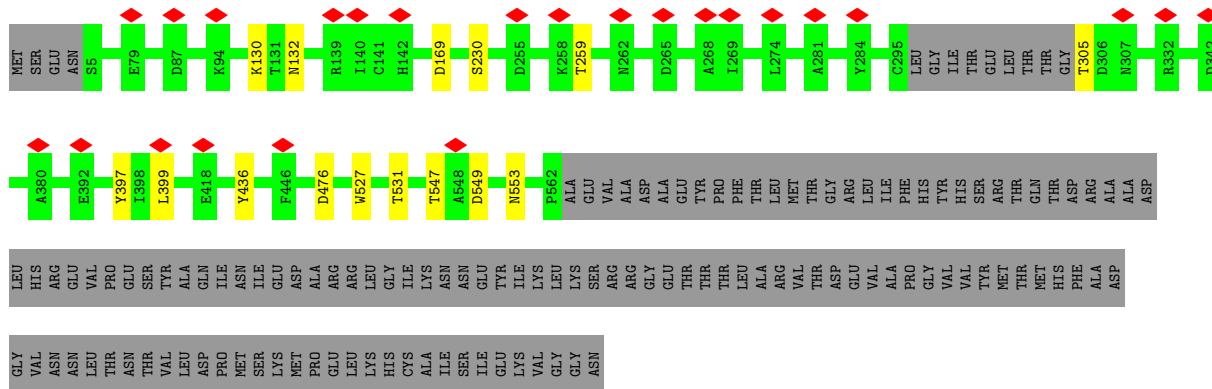 MET SER GLU ASN S5 E79 D87 K94 K130 T131 N132 R139 I140 C141 H142 D169 S230 D255 K258 T259 N262 D265 A268 I269 L274 A281 Y284 C295 LEU GLY ILE THR GLU LEU THR THR GLY T305 D306 N307 R332 D342
A380 E392 Y397 I398 L399 E418 Y436 F446 D476 W527 T531 T547 A548 D549 N553 P562 ALA GLU VAL ALA ASP ALA GLU TYR PRO PHE THR LEU MET THR GLY ARG LEU ILE PHE HIS TYR HIS SER ARG THR THR GLN THR ASP ARG ALA ALA ASP
LEU HIS ARG GLU VAL PRO GLU SER TYR ALA GLN ILE ASN ILE GLU ASP ALA ARG ARG LEU GLY ILE LYS ASN ASN GLU TYR ILE LYS LEU LYS SER ARG ARG GLY GLU THR THR THR LEU ALA ARG VAL THR ASP GLU VAL ALA PRO GLY VAL VAL TYR MET THR MET HIS PHE ALA ASP
GLY VAL ASN ASN LEU THR ASN THR VAL LEU ASP PRO MET SER LYS MET PRO GLU LEU LYS HIS CYS ALA ILE SER ILE GLU LYS VAL GLY GLY ASN